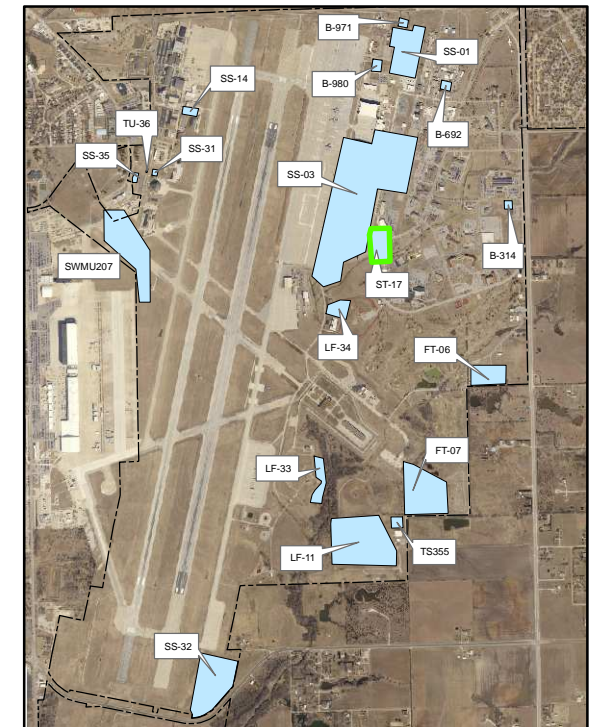 B-971
SS-01
B-980
SS-14
B-692
TU-36
SS-35
SS-31
SS-03
B-314
SWMU207
ST-17
LF-34
FT-06
LF-33
FT-07
LF-11
TS355
SS-32